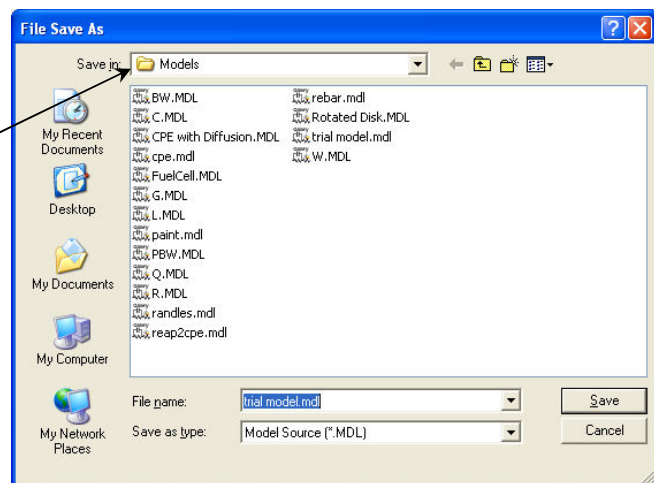 File Save As
Save in:
Models
My Recent
Documents
Desktop
My Documents
My Computer
My Network
Places
BW.MDL
C.MDL
CPE with Diffusion.MDL
cpe.mdl
FuelCell.MDL
G.MDL
L.MDL
paint.mdl
PBW.MDL
Q.MDL
R.MDL
randles.mdl
reap2cpe.mdl
rebar.mdl
Rotated Disk.MDL
trial model.mdl
W.MDL
File name:
trial model.mdl
Save
Save as type:
Model Source (*.MDL)
Cancel